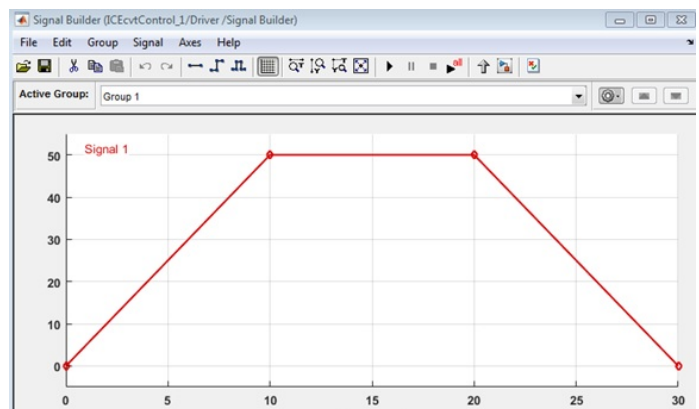 Signal Builder (ICEcvtControl_1/Driver /Signal Builder)
File Edit Group Signal Axes Help
all
Active Group: Group 1
Signal 1
50
40
30
20
10
0
0 5 10 15 20 25 30